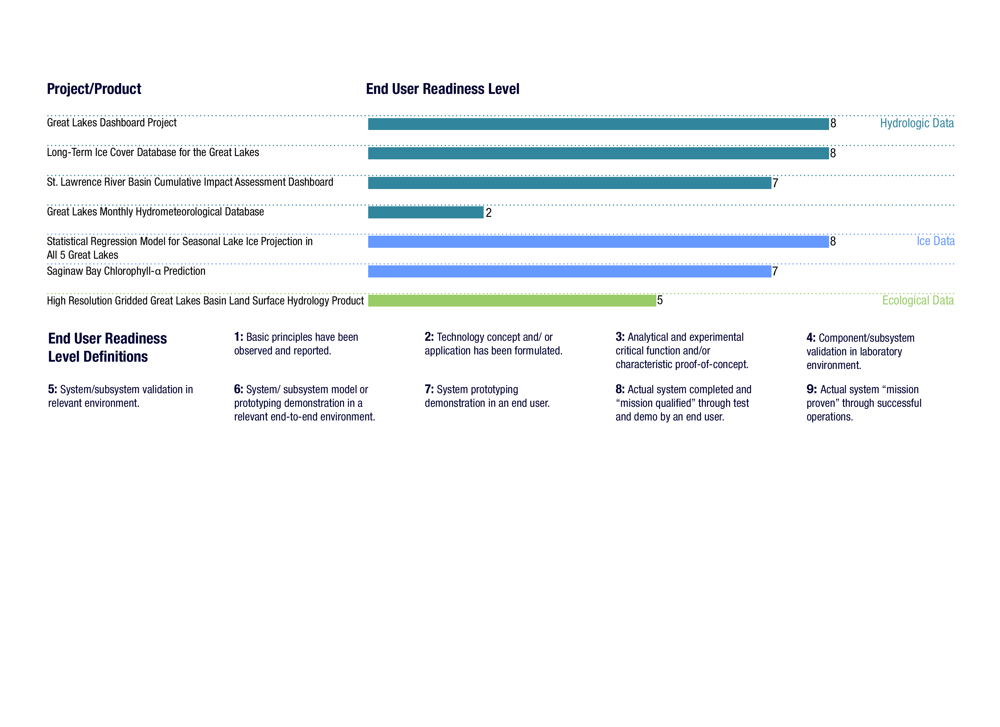 Project/Product
End User Readiness Level
Great Lakes Dashboard Project
8
Hydrologic Data
Long-Term Ice Cover Database for the Great Lakes
8
St. Lawrence River Basin Cumulative Impact Assessment Dashboard
7
Great Lakes Monthly Hydrometeorological Database
2
Statistical Regression Model for Seasonal Lake Ice Projection in
All 5 Great Lakes
8
Ice Data
Saginaw Bay Chlorophyll-α Prediction
7
High Resolution Gridded Great Lakes Basin Land Surface Hydrology Product
5
Ecological Data
End User Readiness
Level Definitions
1: Basic principles have been
observed and reported.
2: Technology concept and/ or
application has been formulated.
3: Analytical and experimental
critical function and/or
characteristic proof-of-concept.
4: Component/subsystem
validation in laboratory
environment.
5: System/subsystem validation in
relevant environment.
6: System/ subsystem model or
prototyping demonstration in a
relevant end-to-end environment.
7: System prototyping
demonstration in an end user.
8: Actual system completed and
“mission qualified” through test
and demo by an end user.
9: Actual system “mission
proven” through successful
operations.